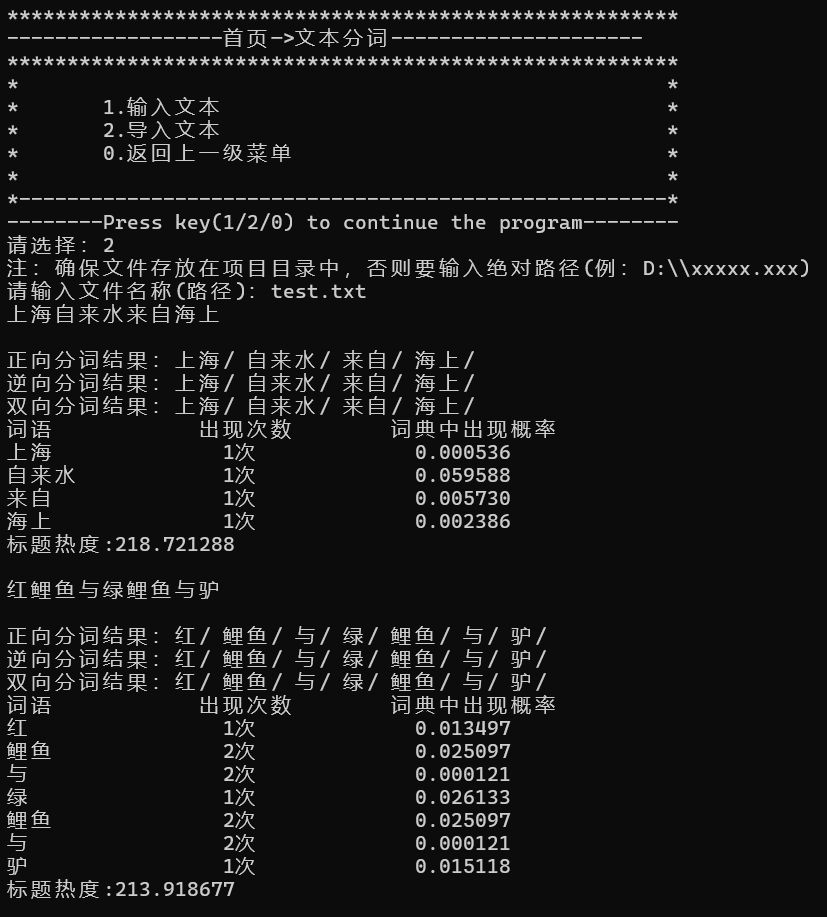 ********************************************************
------------------首页->文本分词---------------------
********************************************************
*                                                      *
*       1.输入文本                                     *
*       2.导入文本                                     *
*       0.返回上一级菜单                               *
*                                                      *
*------------------------------------------------------*
--------Press key(1/2/0) to continue the program--------
请选择: 2
注: 确保文件存放在项目目录中, 否则要输入绝对路径(例: D:\\xxxxx.xxx)
请输入文件名称(路径): test.txt
上海自来水来自海上
正向分词结果: 上海/ 自来水/ 来自/ 海上/
逆向分词结果: 上海/ 自来水/ 来自/ 海上/
双向分词结果: 上海/ 自来水/ 来自/ 海上/
词语 出现次数 词典中出现概率
上海 1次 0.000536
自来水 1次 0.059588
来自 1次 0.005730
海上 1次 0.002386
标题热度:218.721288
红鲤鱼与绿鲤鱼与驴
正向分词结果: 红/ 鲤鱼/ 与/ 绿/ 鲤鱼/ 与/ 驴/
逆向分词结果: 红/ 鲤鱼/ 与/ 绿/ 鲤鱼/ 与/ 驴/
双向分词结果: 红/ 鲤鱼/ 与/ 绿/ 鲤鱼/ 与/ 驴/
词语 出现次数 词典中出现概率
红 1次 0.013497
鲤鱼 2次 0.025097
与 2次 0.000121
绿 1次 0.026133
鲤鱼 2次 0.025097
与 2次 0.000121
驴 1次 0.015118
标题热度:213.918677